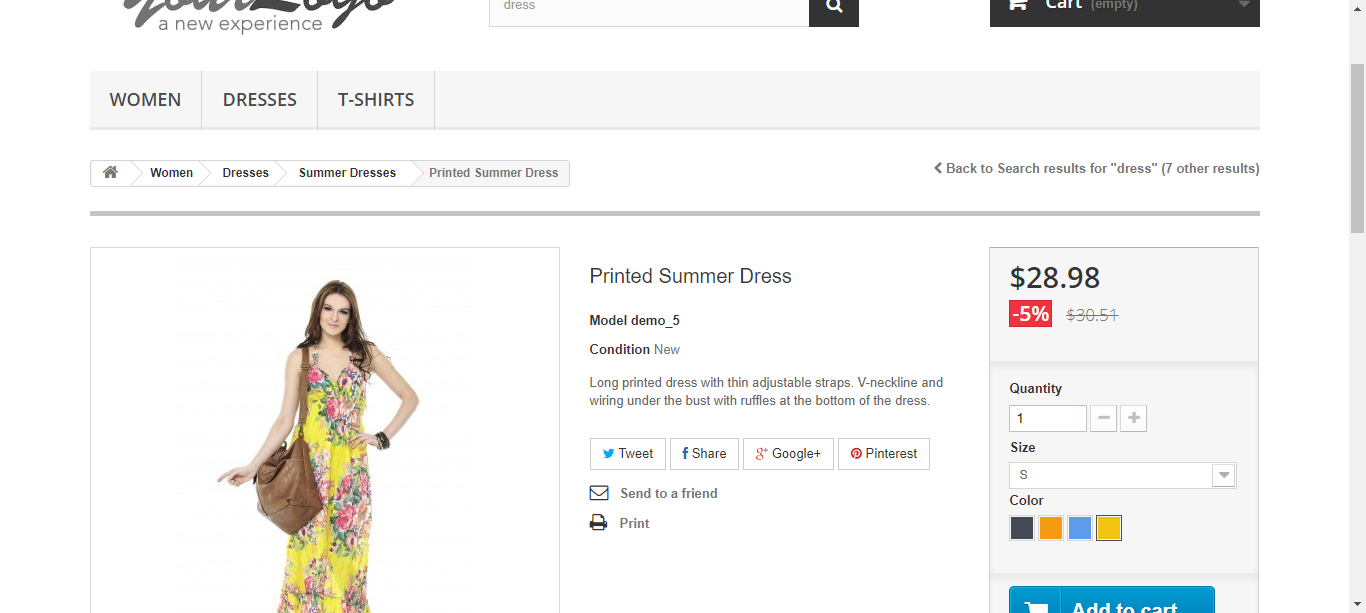 YourLogo
a new experience
dress
Cart (empty)
WOMEN DRESSES T-SHIRTS
Women Dresses Summer Dresses Printed Summer Dress
Back to Search results for "dress" (7 other results)
Printed Summer Dress
Model demo_5
Condition New
Long printed dress with thin adjustable straps. V-neckline and
wiring under the bust with ruffles at the bottom of the dress.
Tweet Share Google+ Pinterest
Send to a friend
Print
$28.98
-5% $30.51
Quantity
1
Size
S
Color
Add to cart